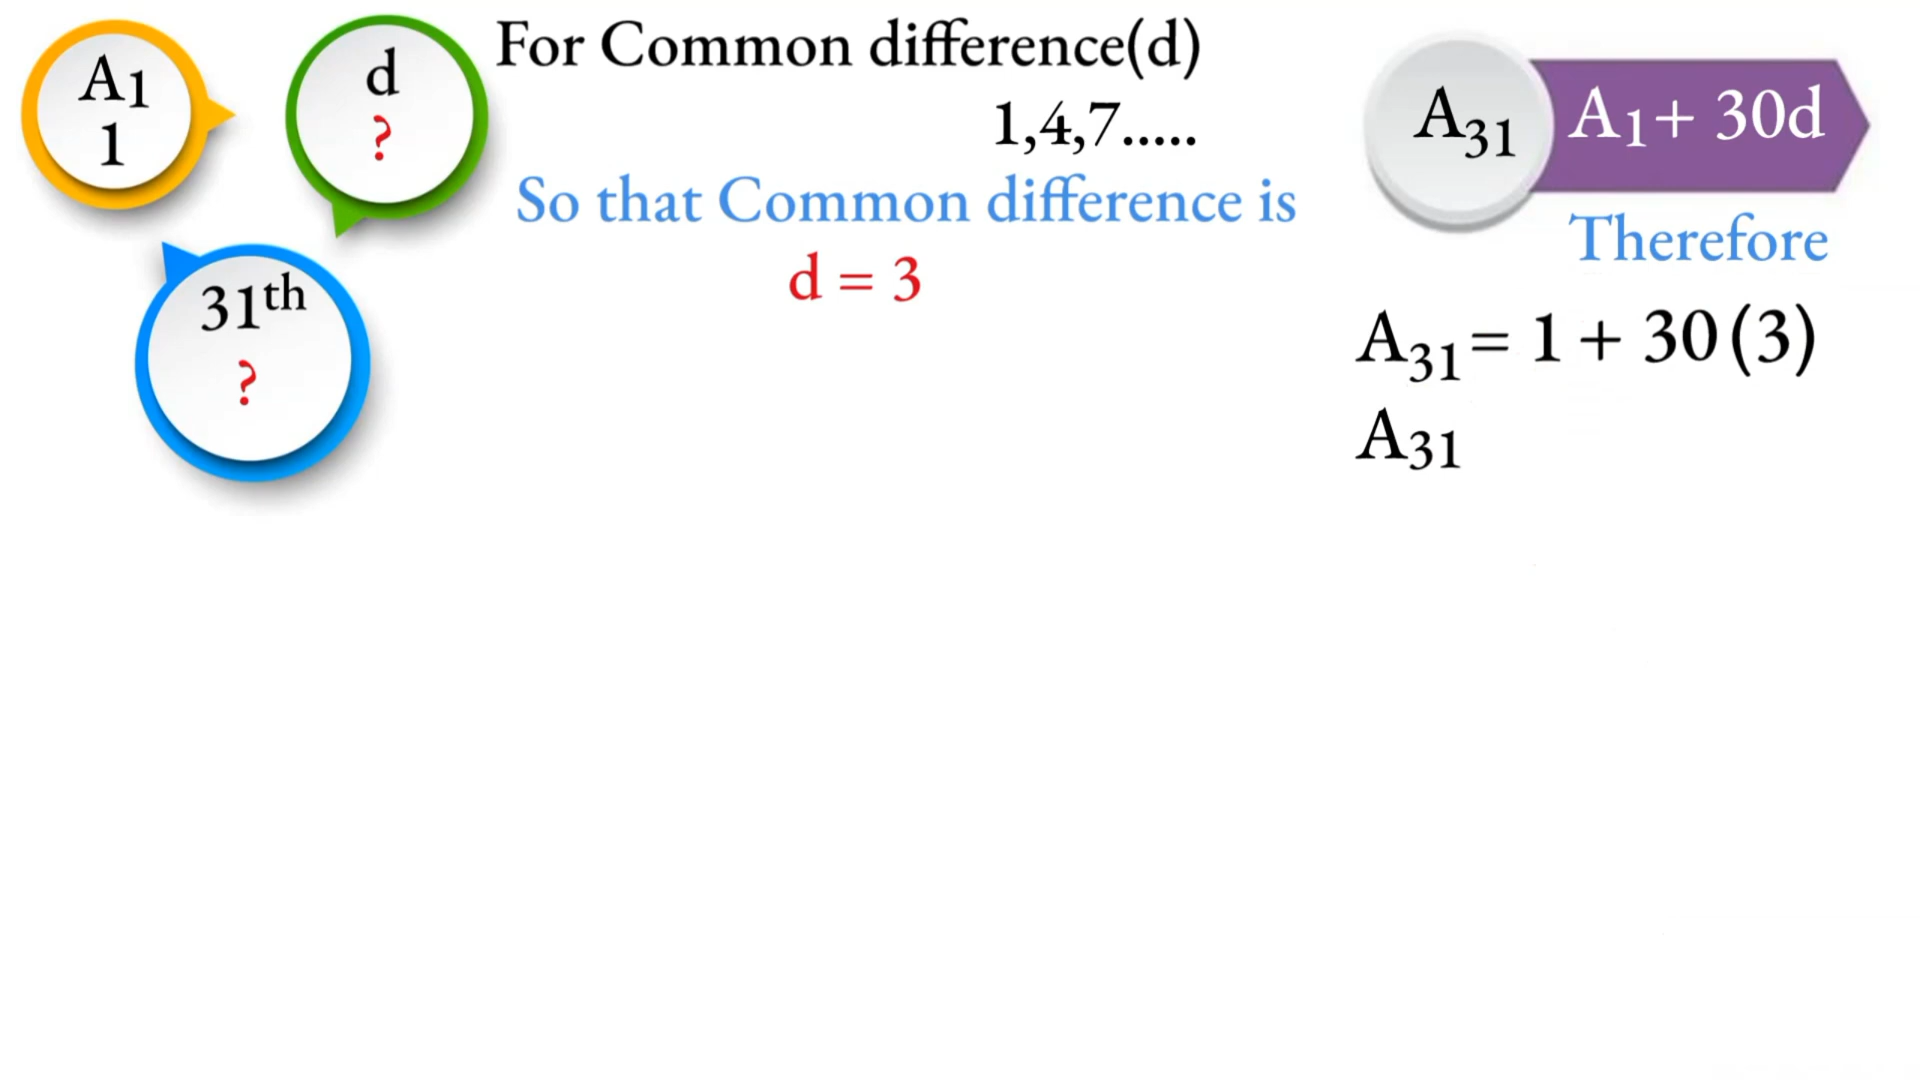 A1
1
d
?
31th
?
For Common difference(d)
1,4,7.....
So that Common difference is
d = 3
A31 A1+ 30d
Therefore
A31= 1 + 30 (3)
A31